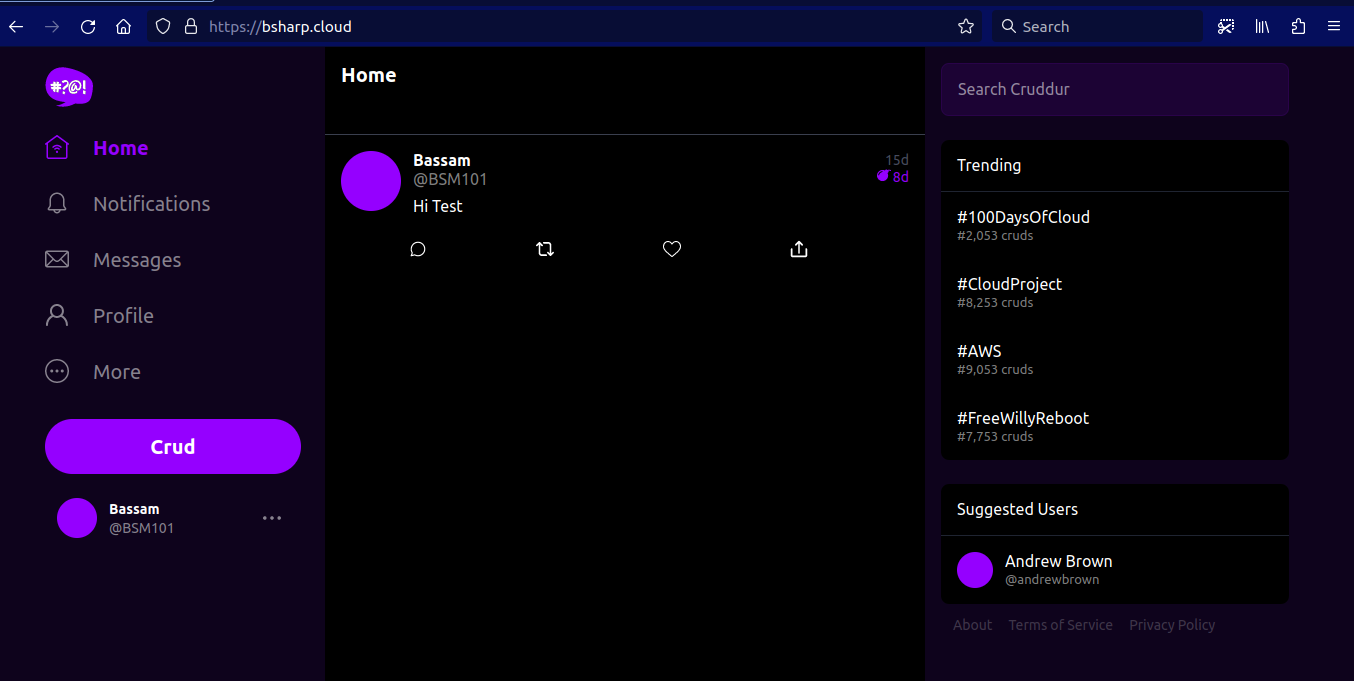 https://bsharp.cloud
Search
#?@!
Home
Notifications
Messages
Profile
More
Crud
Bassam
@BSM101
Home
Bassam
@BSM101
15d
8d
Hi Test
Search Cruddur
Trending
#100DaysOfCloud
#2,053 cruds
#CloudProject
#8,253 cruds
#AWS
#9,053 cruds
#FreeWillyReboot
#7,753 cruds
Suggested Users
Andrew Brown
@andrewbrown
About Terms of Service Privacy Policy